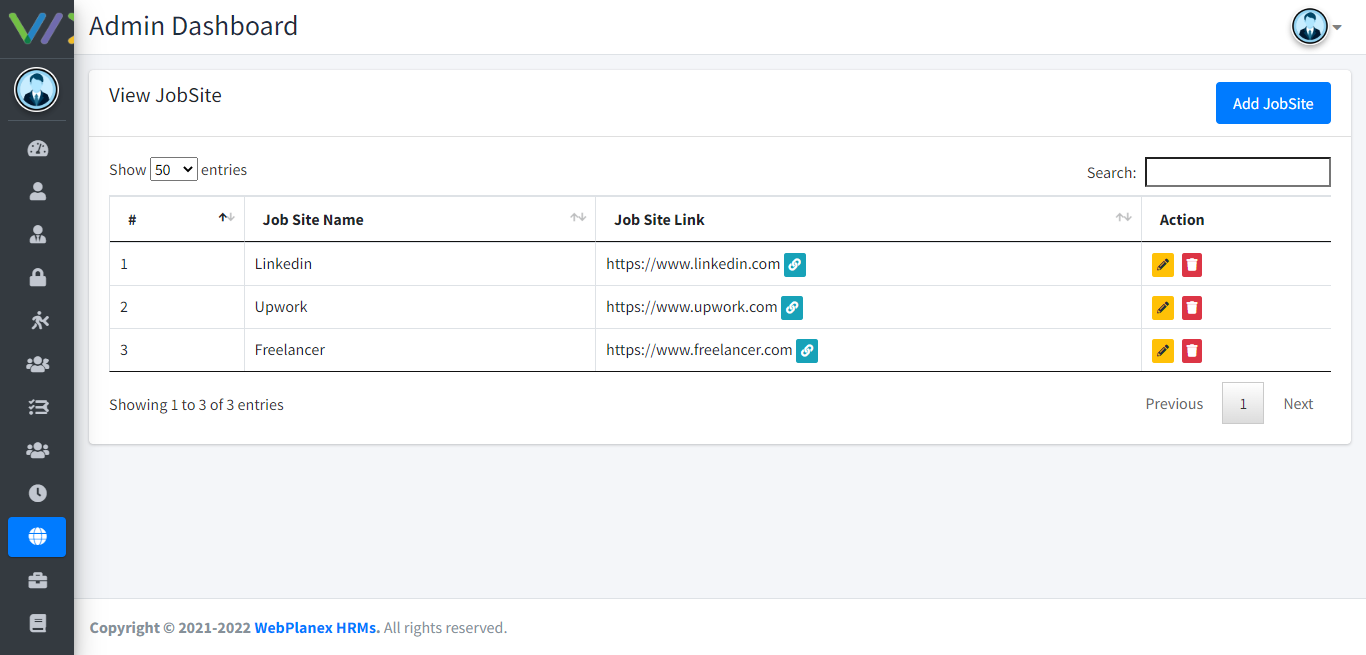 Admin Dashboard
View JobSite
Add JobSite
Show 50 entries
Search:
# Job Site Name Job Site Link Action
1 Linkedin https://www.linkedin.com
2 Upwork https://www.upwork.com
3 Freelancer https://www.freelancer.com
Showing 1 to 3 of 3 entries
Previous 1 Next
Copyright © 2021-2022 WebPlanex HRMs. All rights reserved.